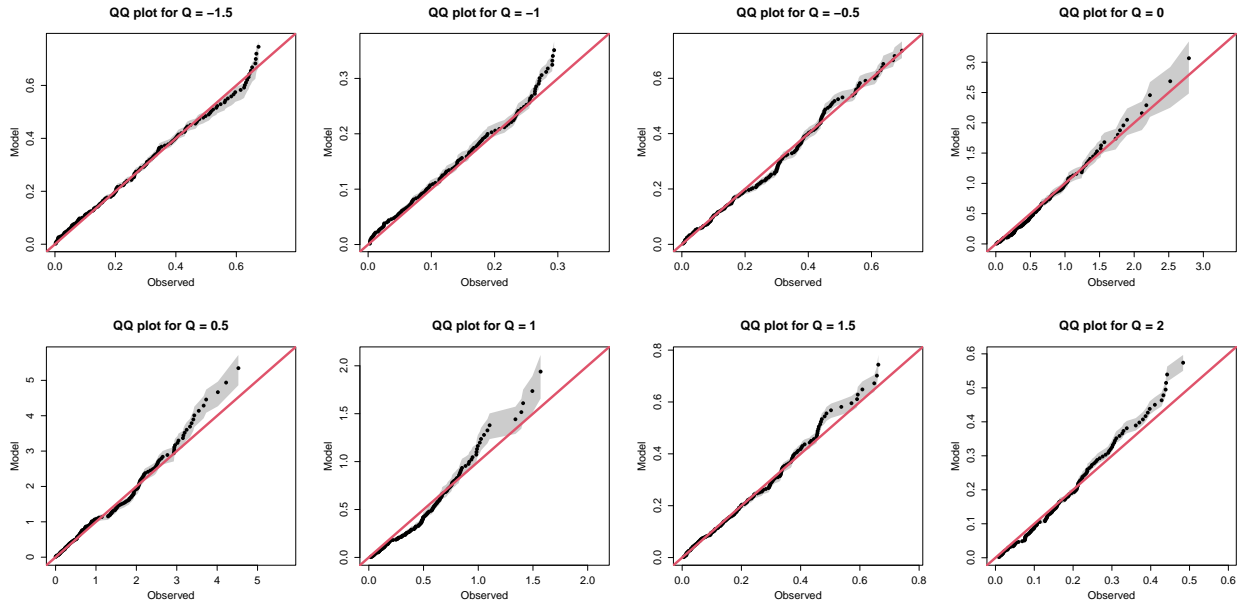 QQ plot for Q = −1.5
Model
0.0 0.2 0.4 0.6
0.0 0.2 0.4 0.6
Observed
QQ plot for Q = −1
Model
0.0 0.1 0.2 0.3
0.0 0.1 0.2 0.3
Observed
QQ plot for Q = −0.5
Model
0.0 0.2 0.4 0.6
0.0 0.2 0.4 0.6
Observed
QQ plot for Q = 0
Model
0.0 0.5 1.0 1.5 2.0 2.5 3.0
0.0 0.5 1.0 1.5 2.0 2.5 3.0
Observed
QQ plot for Q = 0.5
Model
0 1 2 3 4 5
0 1 2 3 4 5
Observed
QQ plot for Q = 1
Model
0.0 0.5 1.0 1.5 2.0
0.0 0.5 1.0 1.5 2.0
Observed
QQ plot for Q = 1.5
Model
0.0 0.2 0.4 0.6 0.8
0.0 0.2 0.4 0.6 0.8
Observed
QQ plot for Q = 2
Model
0.0 0.1 0.2 0.3 0.4 0.5 0.6
0.0 0.1 0.2 0.3 0.4 0.5 0.6
Observed